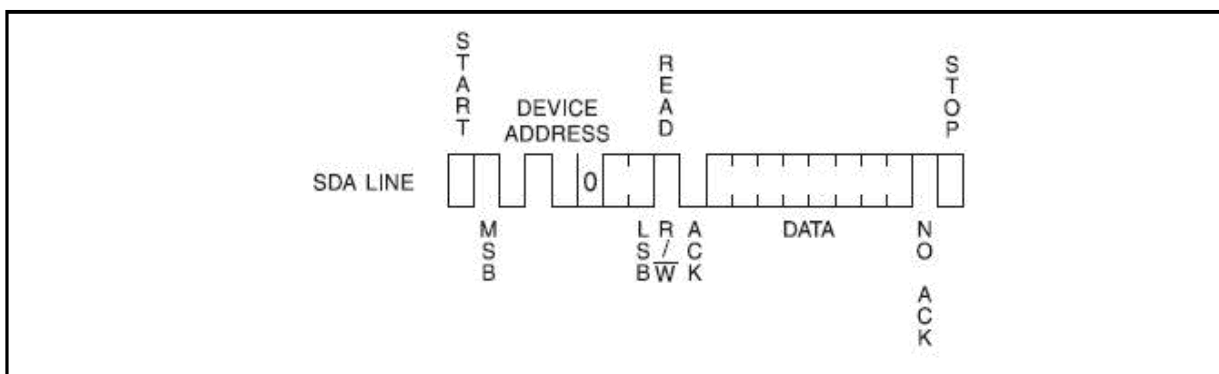 START
DEVICE
ADDRESS
READ
STOP
SDA LINE
0
MSB
LSB
R/W
ACK
DATA
NO ACK